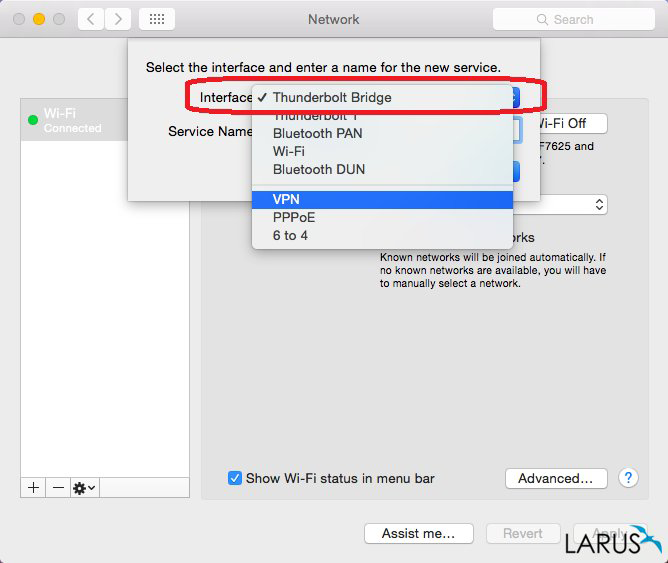 Network
Search
Select the interface and enter a name for the new service.
Interface
Thunderbolt Bridge
Thunderbolt 1
Wi-Fi
Connected
Service Name
Bluetooth PAN
Wi-Fi
Bluetooth DUN
VPN
PPPoE
6 to 4
Wi-Fi Off
F7625 and
Known networks will be joined automatically. If
no known networks are available, you will have
to manually select a network.
Show Wi-Fi status in menu bar
Advanced...
?
Assist me...
Revert
Apply
LARUS